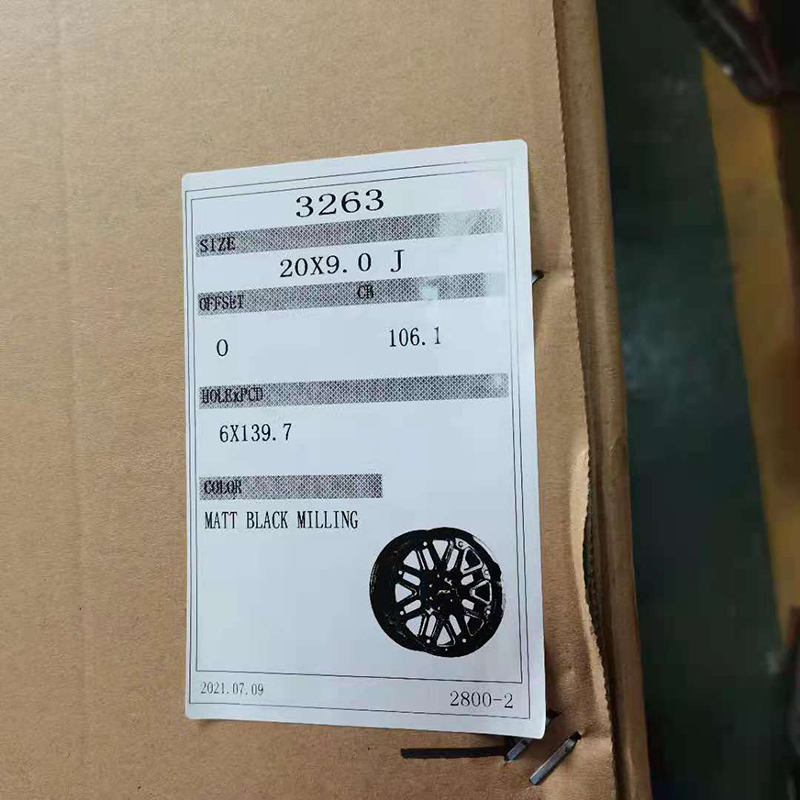 3263
SIZE
20X9.0 J
OFFSET CB
0 106.1
HOLExPCD
6X139.7
COLOR
MATT BLACK MILLING
2021.07.09 2800-2